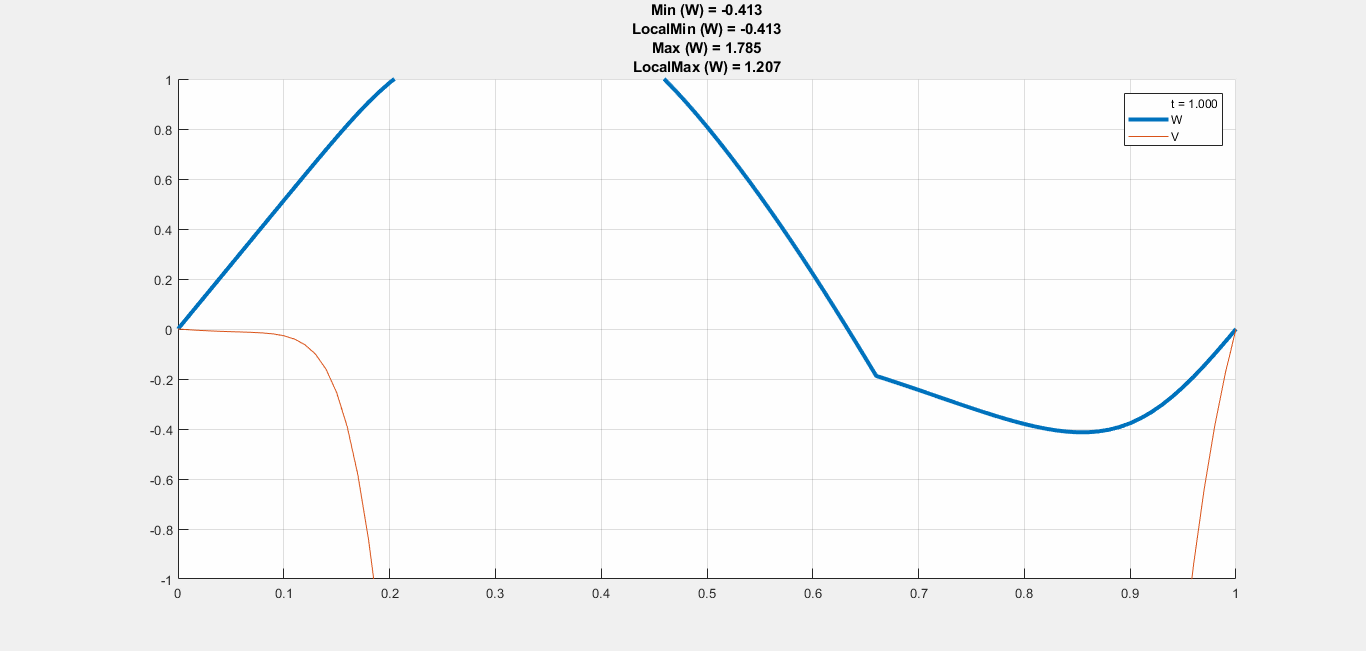 Min (W) = -0.413
LocalMin (W) = -0.413
Max (W) = 1.785
LocalMax (W) = 1.207
t = 1.000
W
V
1
0.8
0.6
0.4
0.2
0
-0.2
-0.4
-0.6
-0.8
-1
0 0.1 0.2 0.3 0.4 0.5 0.6 0.7 0.8 0.9 1